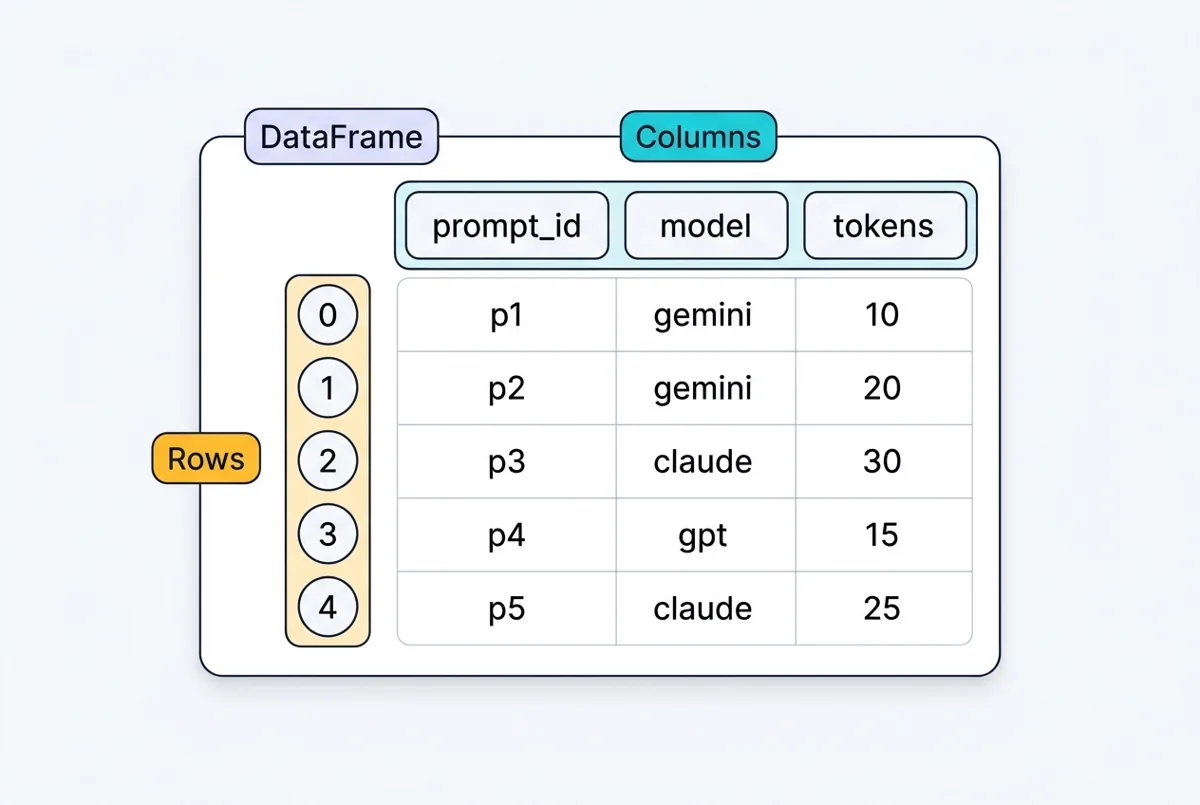 DataFrame
Columns
prompt_id model tokens
0 p1 gemini 10
1 p2 gemini 20
Rows
2 p3 claude 30
3 p4 gpt 15
4 p5 claude 25